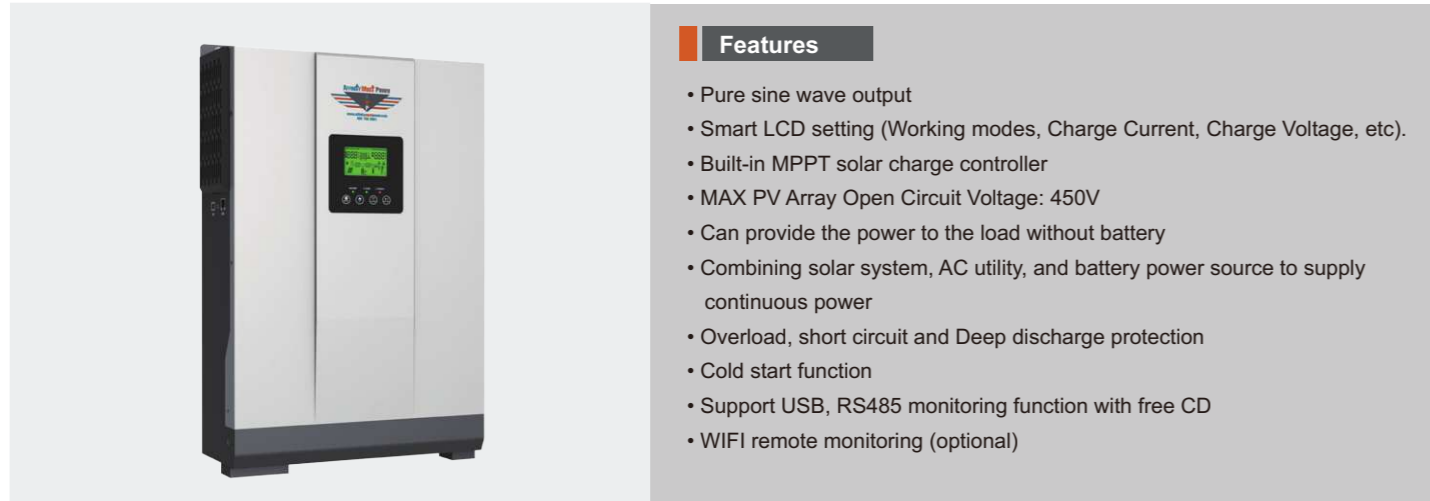 Features
• Pure sine wave output
• Smart LCD setting (Working modes, Charge Current, Charge Voltage, etc).
• Built-in MPPT solar charge controller
• MAX PV Array Open Circuit Voltage: 450V
• Can provide the power to the load without battery
• Combining solar system, AC utility, and battery power source to supply
continuous power
• Overload, short circuit and Deep discharge protection
• Cold start function
• Support USB, RS485 monitoring function with free CD
• WIFI remote monitoring (optional)